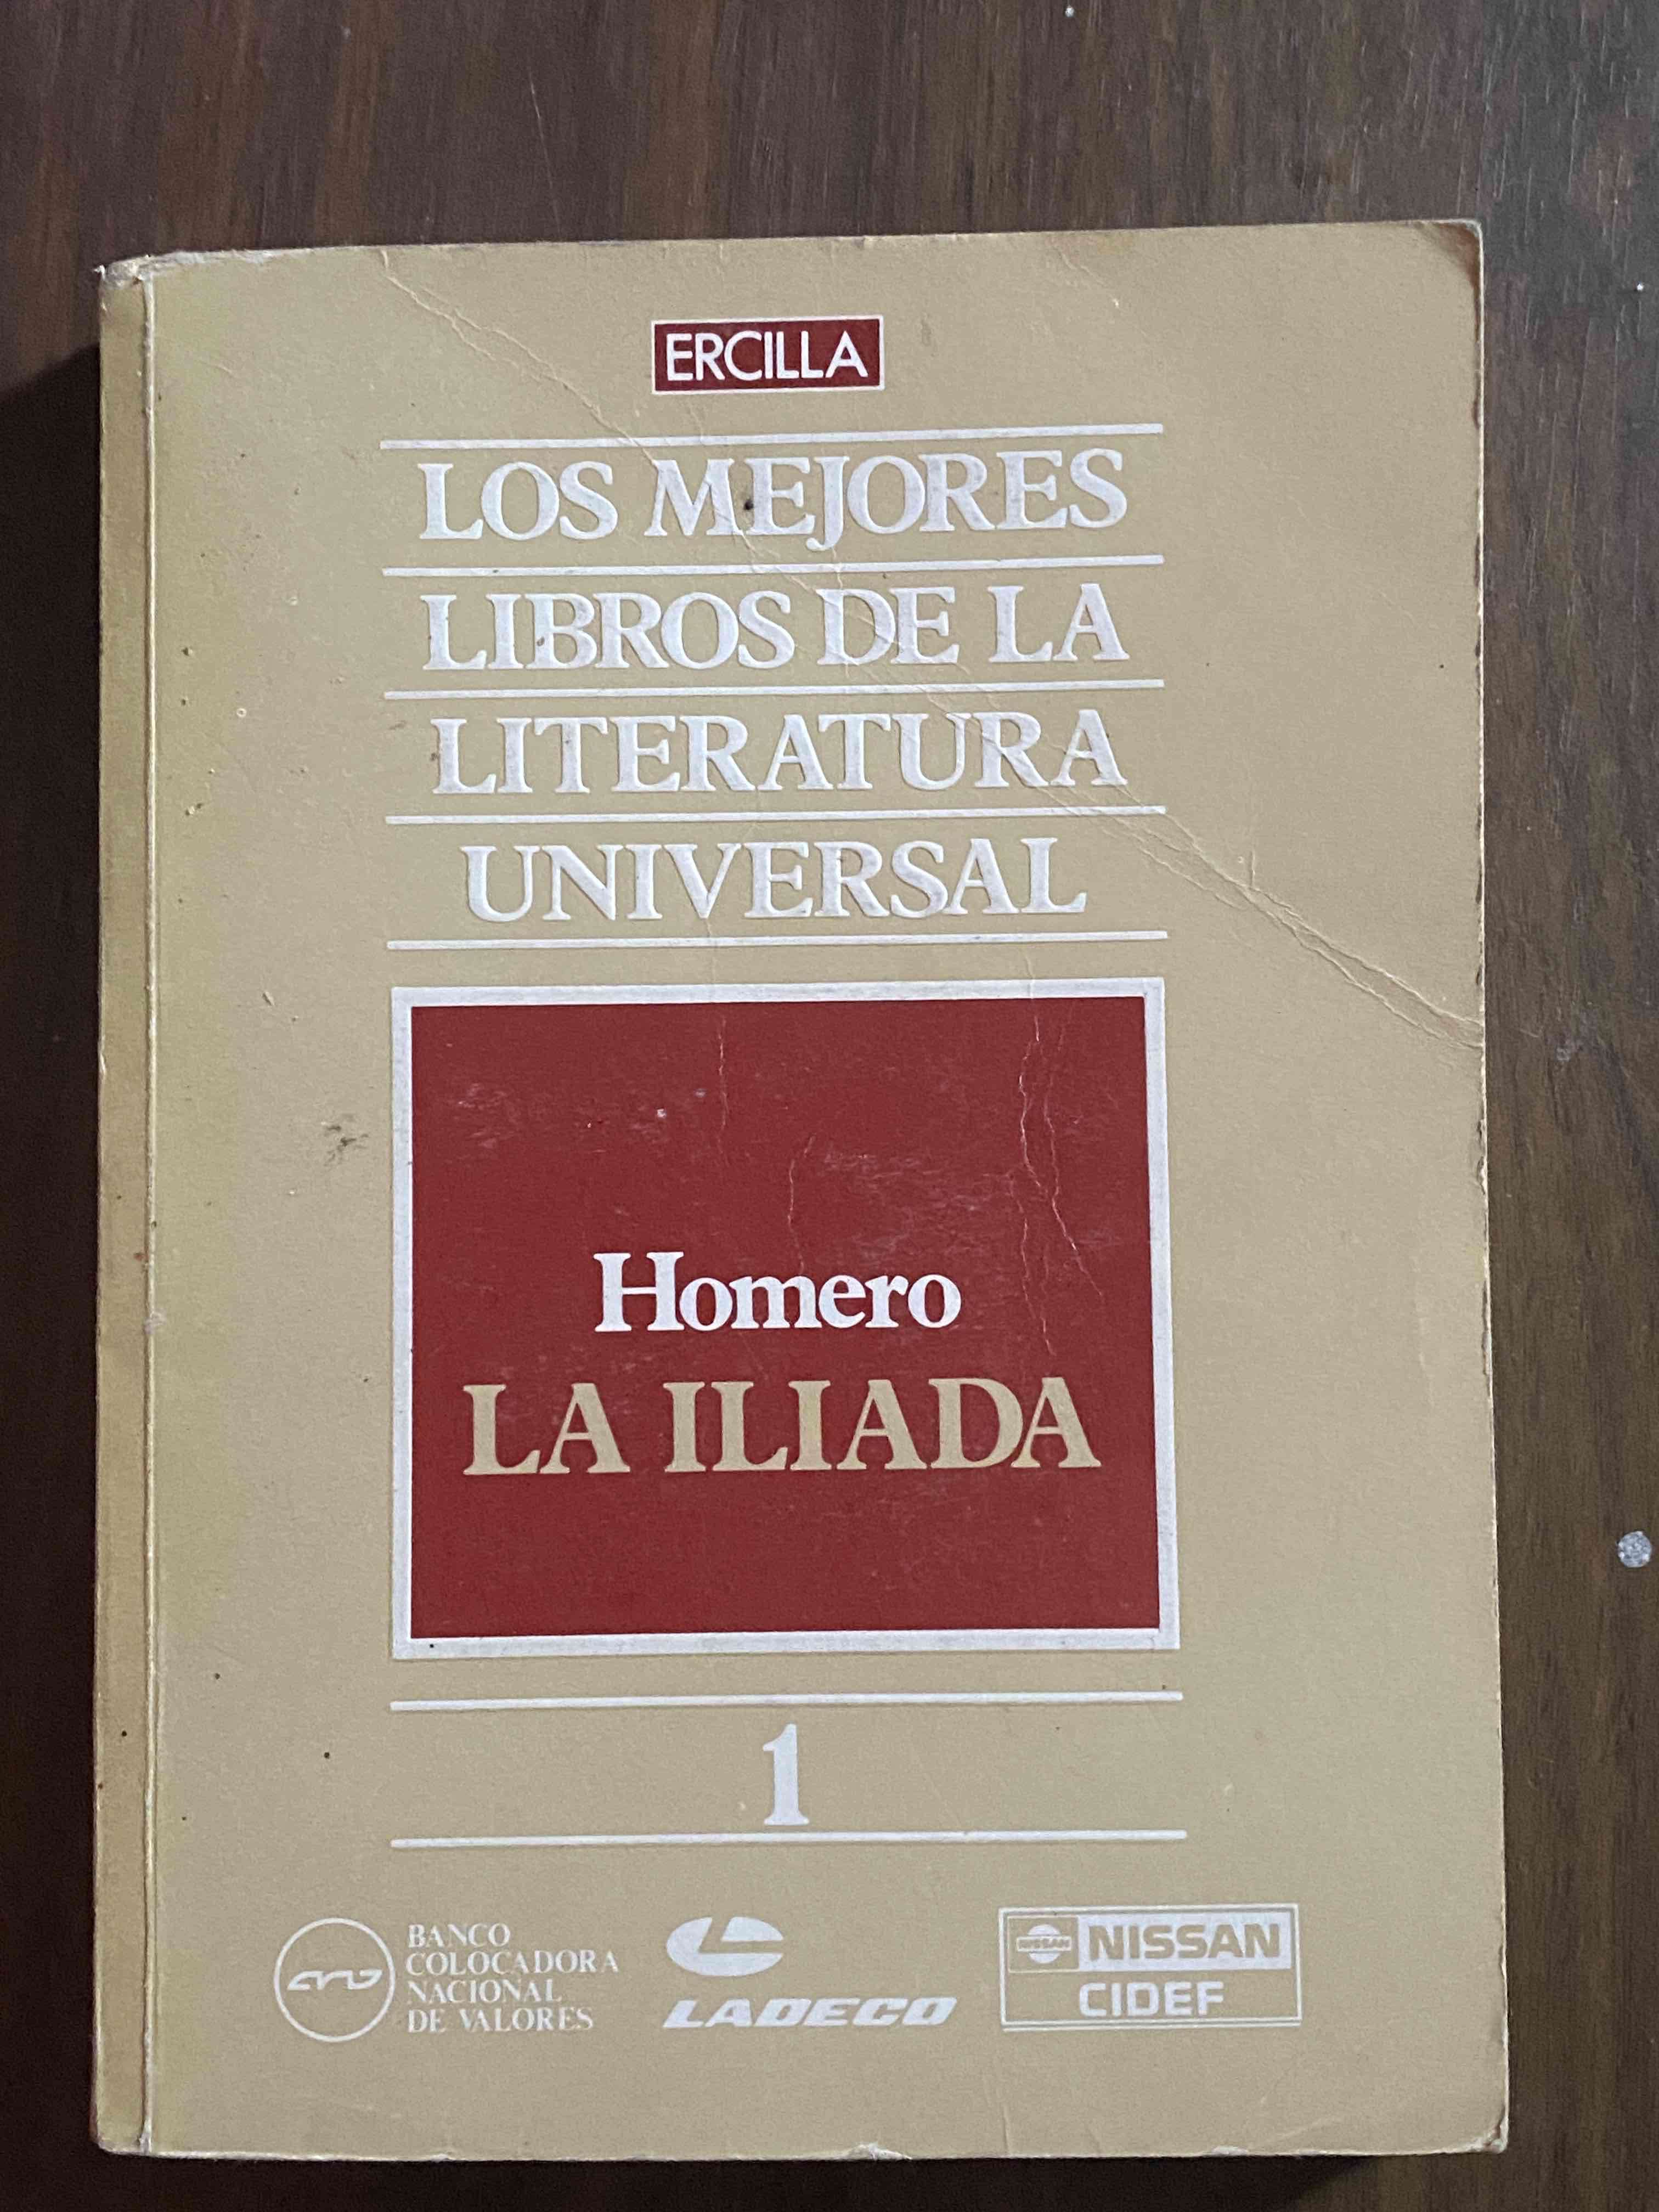 ERCILLA
LOS MEJORES
LIBROS DE LA
LITERATURA
UNIVERSAL
Homero
LA ILIADA
1
BANCO
COLOCADORA
NACIONAL
DE VALORES
LADECO
NISSAN
NISSAN
CIDEF